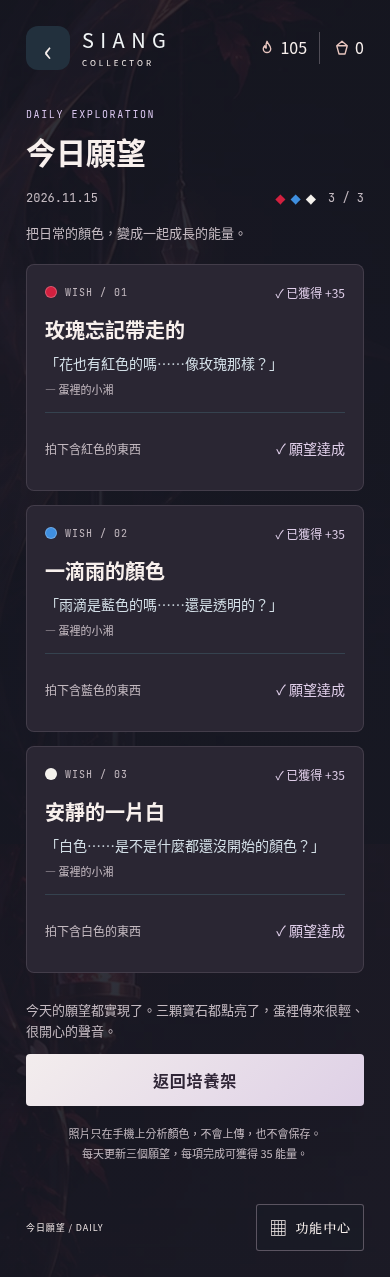 ‹ SIANG 105 0
COLLECTOR
DAILY EXPLORATION
今日願望
2026.11.15 3 / 3
把日常的顏色，變成一起成長的能量。
WISH / 01 ✓已獲得 +35
玫瑰忘記帶走的
「花也有紅色的嗎……像玫瑰那樣？」
— 蛋裡的小湘
拍下含紅色的東西 ✓願望達成
WISH / 02 ✓已獲得 +35
一滴雨的顏色
「雨滴是藍色的嗎……還是透明的？」
— 蛋裡的小湘
拍下含藍色的東西 ✓願望達成
WISH / 03 ✓已獲得 +35
安靜的一片白
「白色……是不是什麼都還沒開始的顏色？」
— 蛋裡的小湘
拍下含白色的東西 ✓願望達成
今天的願望都實現了。三顆寶石都點亮了，蛋裡傳來很輕、
很開心的聲音。
返回培養架
照片只在手機上分析顏色，不會上傳，也不會保存。
每天更新三個願望，每項完成可獲得 35 能量。
今日願望 / DAILY 功能中心